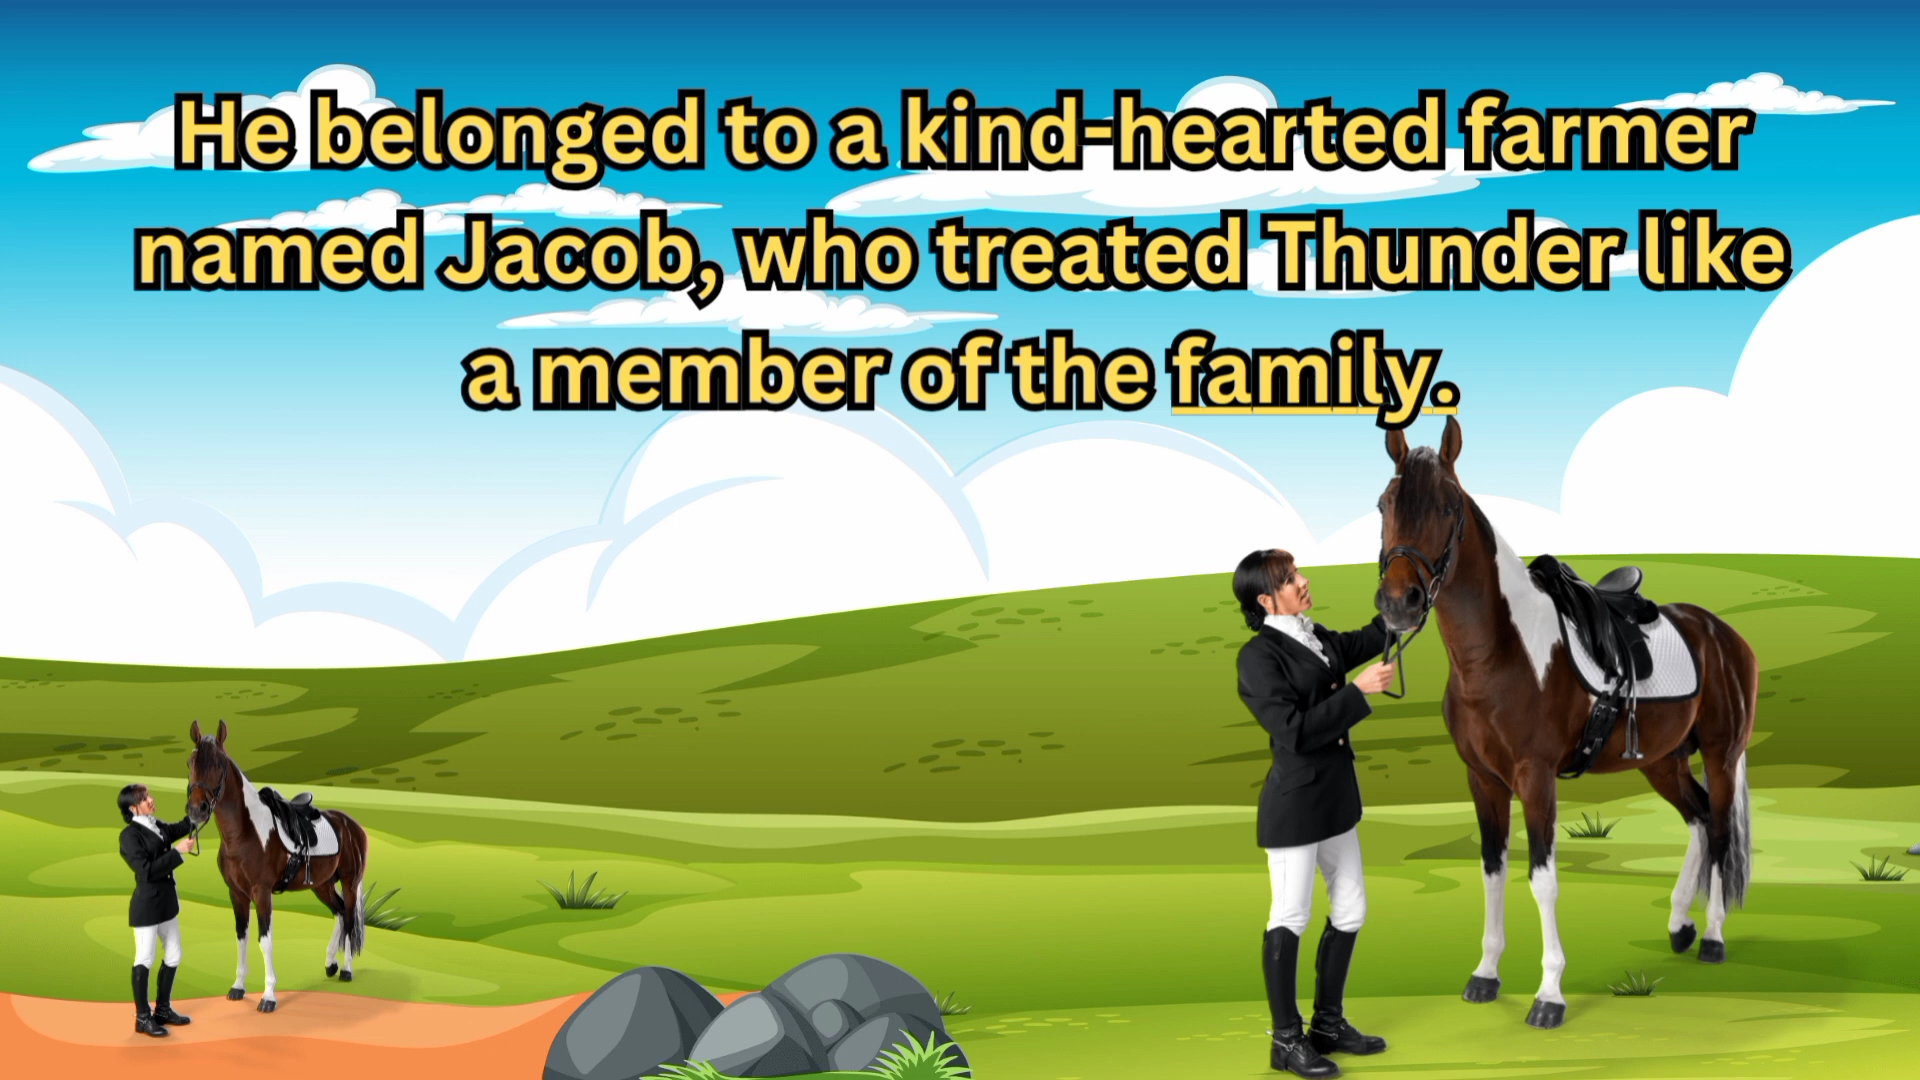 He belonged to a kind-hearted farmer
named Jacob, who treated Thunder like
a member of the family.